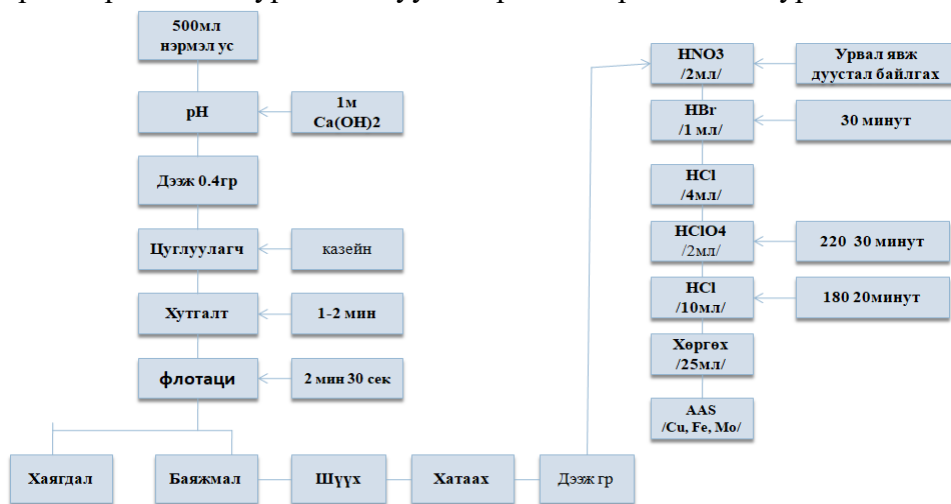 500мл
нэрмэл ус
pH
1м
Ca(OH)2
Дээж 0.4гр
Цуглуулагч
казейн
Хутгалт
1-2 мин
флотаци
2 мин 30 сек
Хаягдал
Баяжмал
Шүүх
Хатаах
Дээж гр
HNO3
/2мл/
Урвал явж
дуустал байлгах
HBr
/1 мл/
30 минут
HCl
/4мл/
HClO4
/2мл/
220 30 минут
HCl
/10мл/
180 20минут
Хөргөх
/25мл/
AAS
/Cu, Fe, Mo/